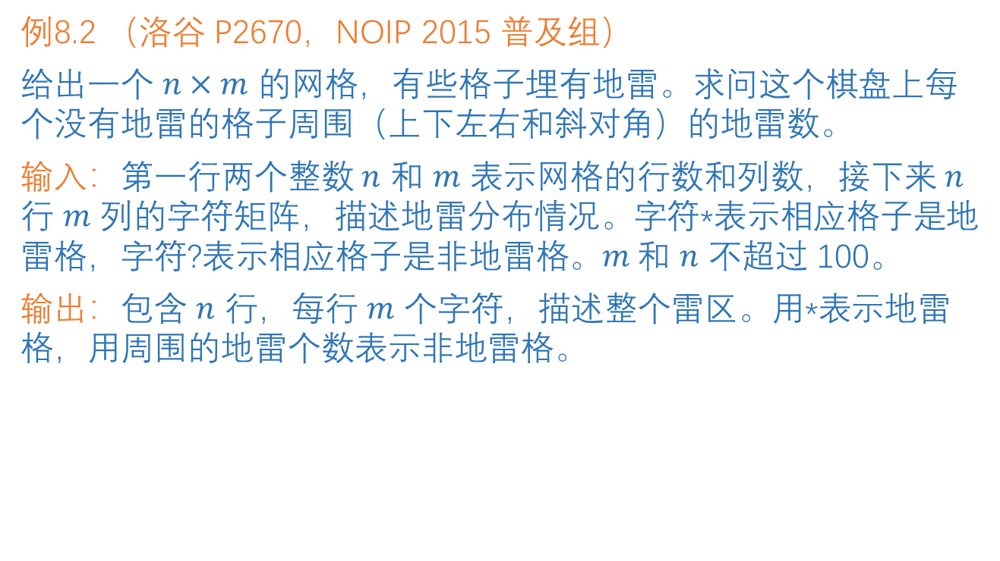 例8.2 （洛谷 P2670，NOIP 2015 普及组）
给出一个 n × m 的网格，有些格子埋有地雷。求问这个棋盘上每
个没有地雷的格子周围（上下左右和斜对角）的地雷数。
输入：第一行两个整数 n 和 m 表示网格的行数和列数，接下来 n
行 m 列的字符矩阵，描述地雷分布情况。字符*表示相应格子是地
雷格，字符?表示相应格子是非地雷格。m 和 n 不超过 100。
输出：包含 n 行，每行 m 个字符，描述整个雷区。用*表示地雷
格，用周围的地雷个数表示非地雷格。